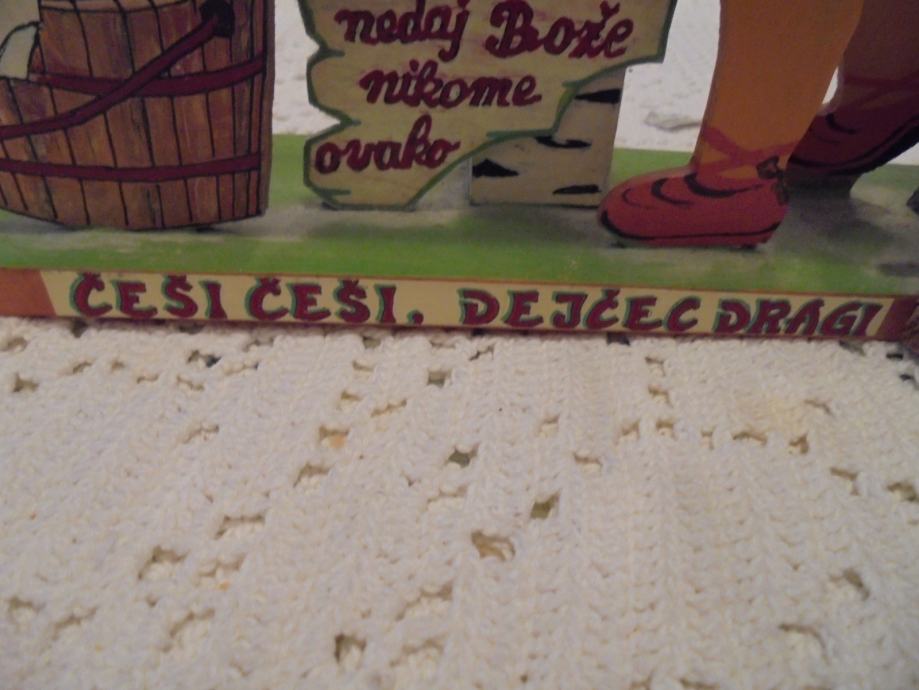 nedaj Bože
nikome
ovako
ČEŠI ČEŠI, DEJČEC DRAGI